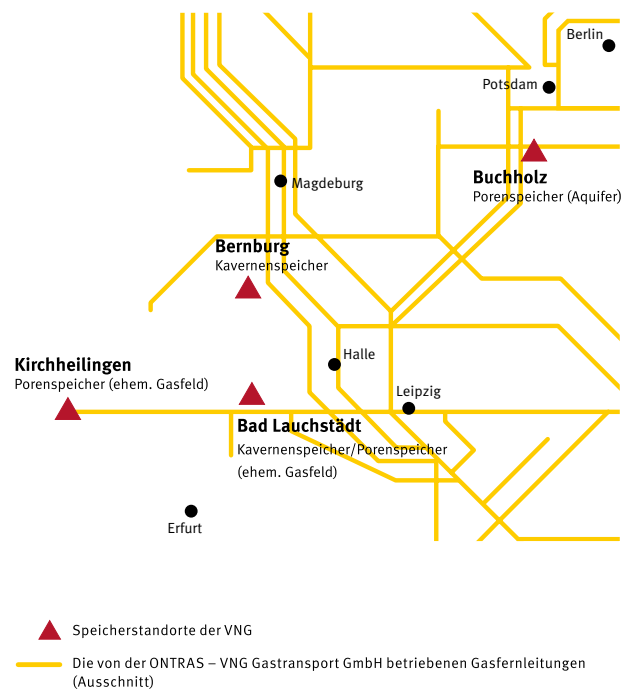 Berlin
Potsdam
Buchholz
Porenspeicher (Aquifer)
Magdeburg
Bernburg
Kavernenspeicher
Halle
Kirchheilingen
Porenspeicher (ehem. Gasfeld)
Leipzig
Bad Lauchstädt
Kavernenspeicher/Porenspeicher
(ehem. Gasfeld)
Erfurt
Speicherstandorte der VNG
Die von der ONTRAS – VNG Gastransport GmbH betriebenen Gasfernleitungen
(Ausschnitt)